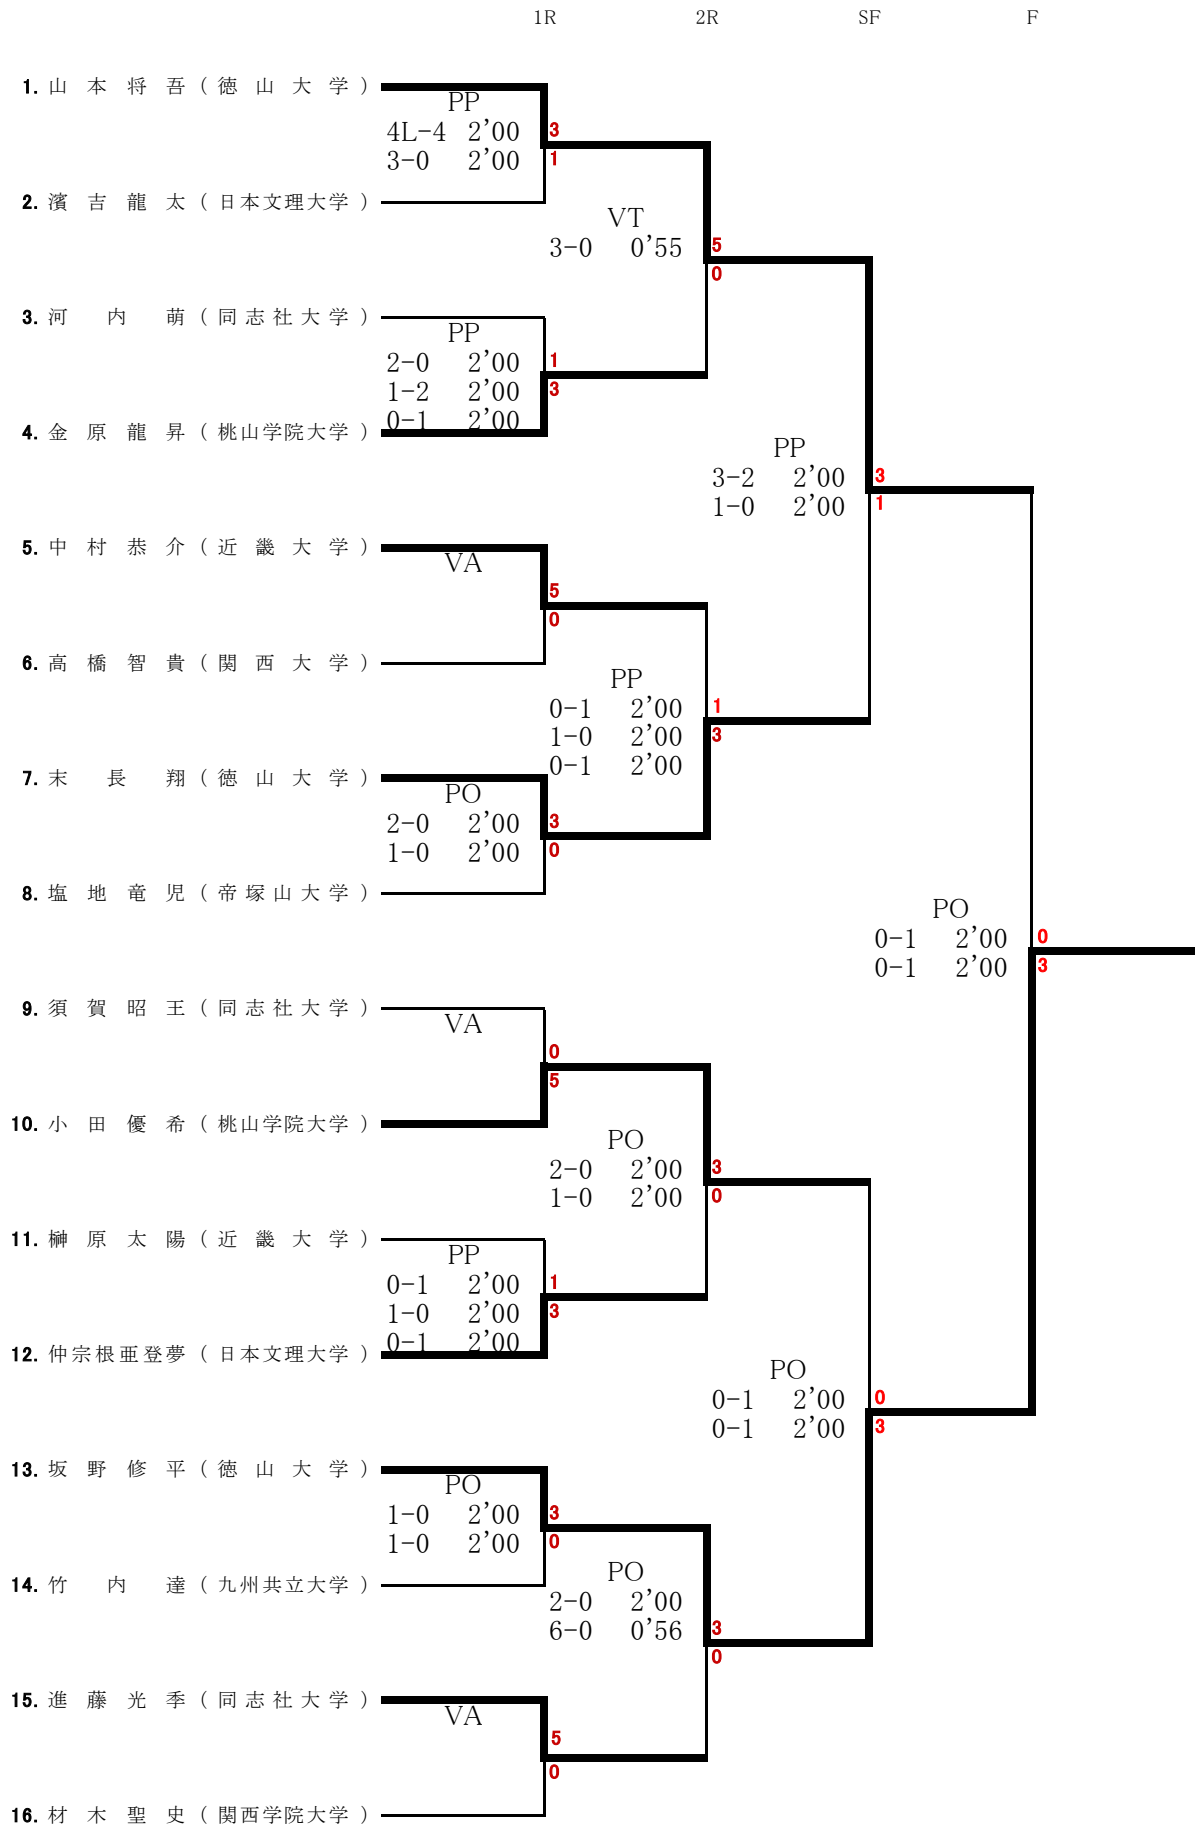 1R 2R SF F
1. 山本将吾（徳山大学）
PP
4L-4 2'00 3
3-0 2'00 1
2. 濱吉龍太（日本文理大学）
VT
3-0 0'55 5
0
3. 河内萌（同志社大学）
PP
2-0 2'00 1
1-2 2'00 3
0-1 2'00
4. 金原龍昇（桃山学院大学）
PP
3-2 2'00 3
1-0 2'00 1
5. 中村恭介（近畿大学）
VA
5
0
6. 高橋智貴（関西大学）
PP
0-1 2'00 1
1-0 2'00 3
0-1 2'00
7. 末長翔（徳山大学）
PO
2-0 2'00 3
1-0 2'00 0
8. 塩地竜児（帝塚山大学）
PO
0-1 2'00 0
0-1 2'00 3
9. 須賀昭王（同志社大学）
VA
0
5
10. 小田優希（桃山学院大学）
PO
2-0 2'00 3
1-0 2'00 0
11. 榊原太陽（近畿大学）
PP
0-1 2'00 1
1-0 2'00 3
0-1 2'00
12. 仲宗根亜登夢（日本文理大学）
PO
0-1 2'00 0
0-1 2'00 3
13. 坂野修平（徳山大学）
PO
1-0 2'00 3
1-0 2'00 0
14. 竹内達（九州共立大学）
PO
2-0 2'00
6-0 0'56 3
0
15. 進藤光季（同志社大学）
VA
5
0
16. 材木聖史（関西学院大学）